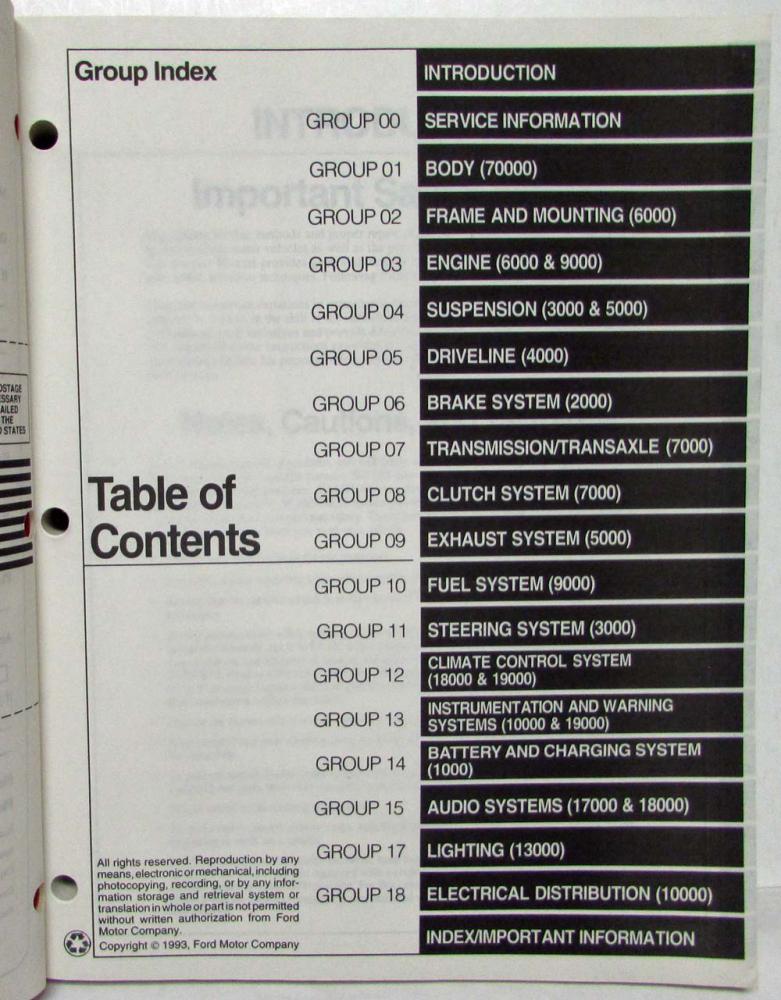 Group Index
INTRODUCTION
GROUP 00 SERVICE INFORMATION
GROUP 01 BODY (70000)
GROUP 02 FRAME AND MOUNTING (6000)
GROUP 03 ENGINE (6000 & 9000)
GROUP 04 SUSPENSION (3000 & 5000)
GROUP 05 DRIVELINE (4000)
GROUP 06 BRAKE SYSTEM (2000)
GROUP 07 TRANSMISSION/TRANSAXLE (7000)
Table of
Contents
GROUP 08 CLUTCH SYSTEM (7000)
GROUP 09 EXHAUST SYSTEM (5000)
GROUP 10 FUEL SYSTEM (9000)
GROUP 11 STEERING SYSTEM (3000)
GROUP 12 CLIMATE CONTROL SYSTEM
(18000 & 19000)
GROUP 13 INSTRUMENTATION AND WARNING
SYSTEMS (10000 & 19000)
GROUP 14 BATTERY AND CHARGING SYSTEM
(1000)
GROUP 15 AUDIO SYSTEMS (17000 & 18000)
GROUP 17 LIGHTING (13000)
GROUP 18 ELECTRICAL DISTRIBUTION (10000)
INDEX/IMPORTANT INFORMATION
All rights reserved. Reproduction by any
means, electronic or mechanical, including
photocopying, recording, or by any infor-
mation storage and retrieval system or
translation in whole or part is not permitted
without written authorization from Ford
Motor Company.
Copyright © 1993, Ford Motor Company
THE
STATES